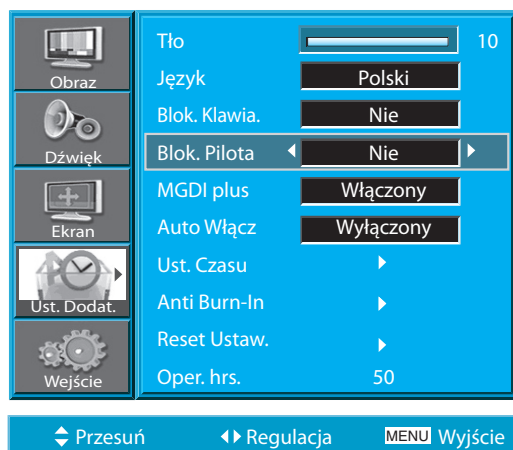 Obraz
Dźwięk
Ekran
Ust. Dodat.
Wejście
Tło 10
Język Polski
Blok. Klawia. Nie
Blok. Pilota Nie
MGDI plus Włączony
Auto Włącz Wyłączony
Ust. Czasu
Anti Burn-In
Reset Ustaw.
Oper. hrs. 50
Przesuń Regulacja MENU Wyjście